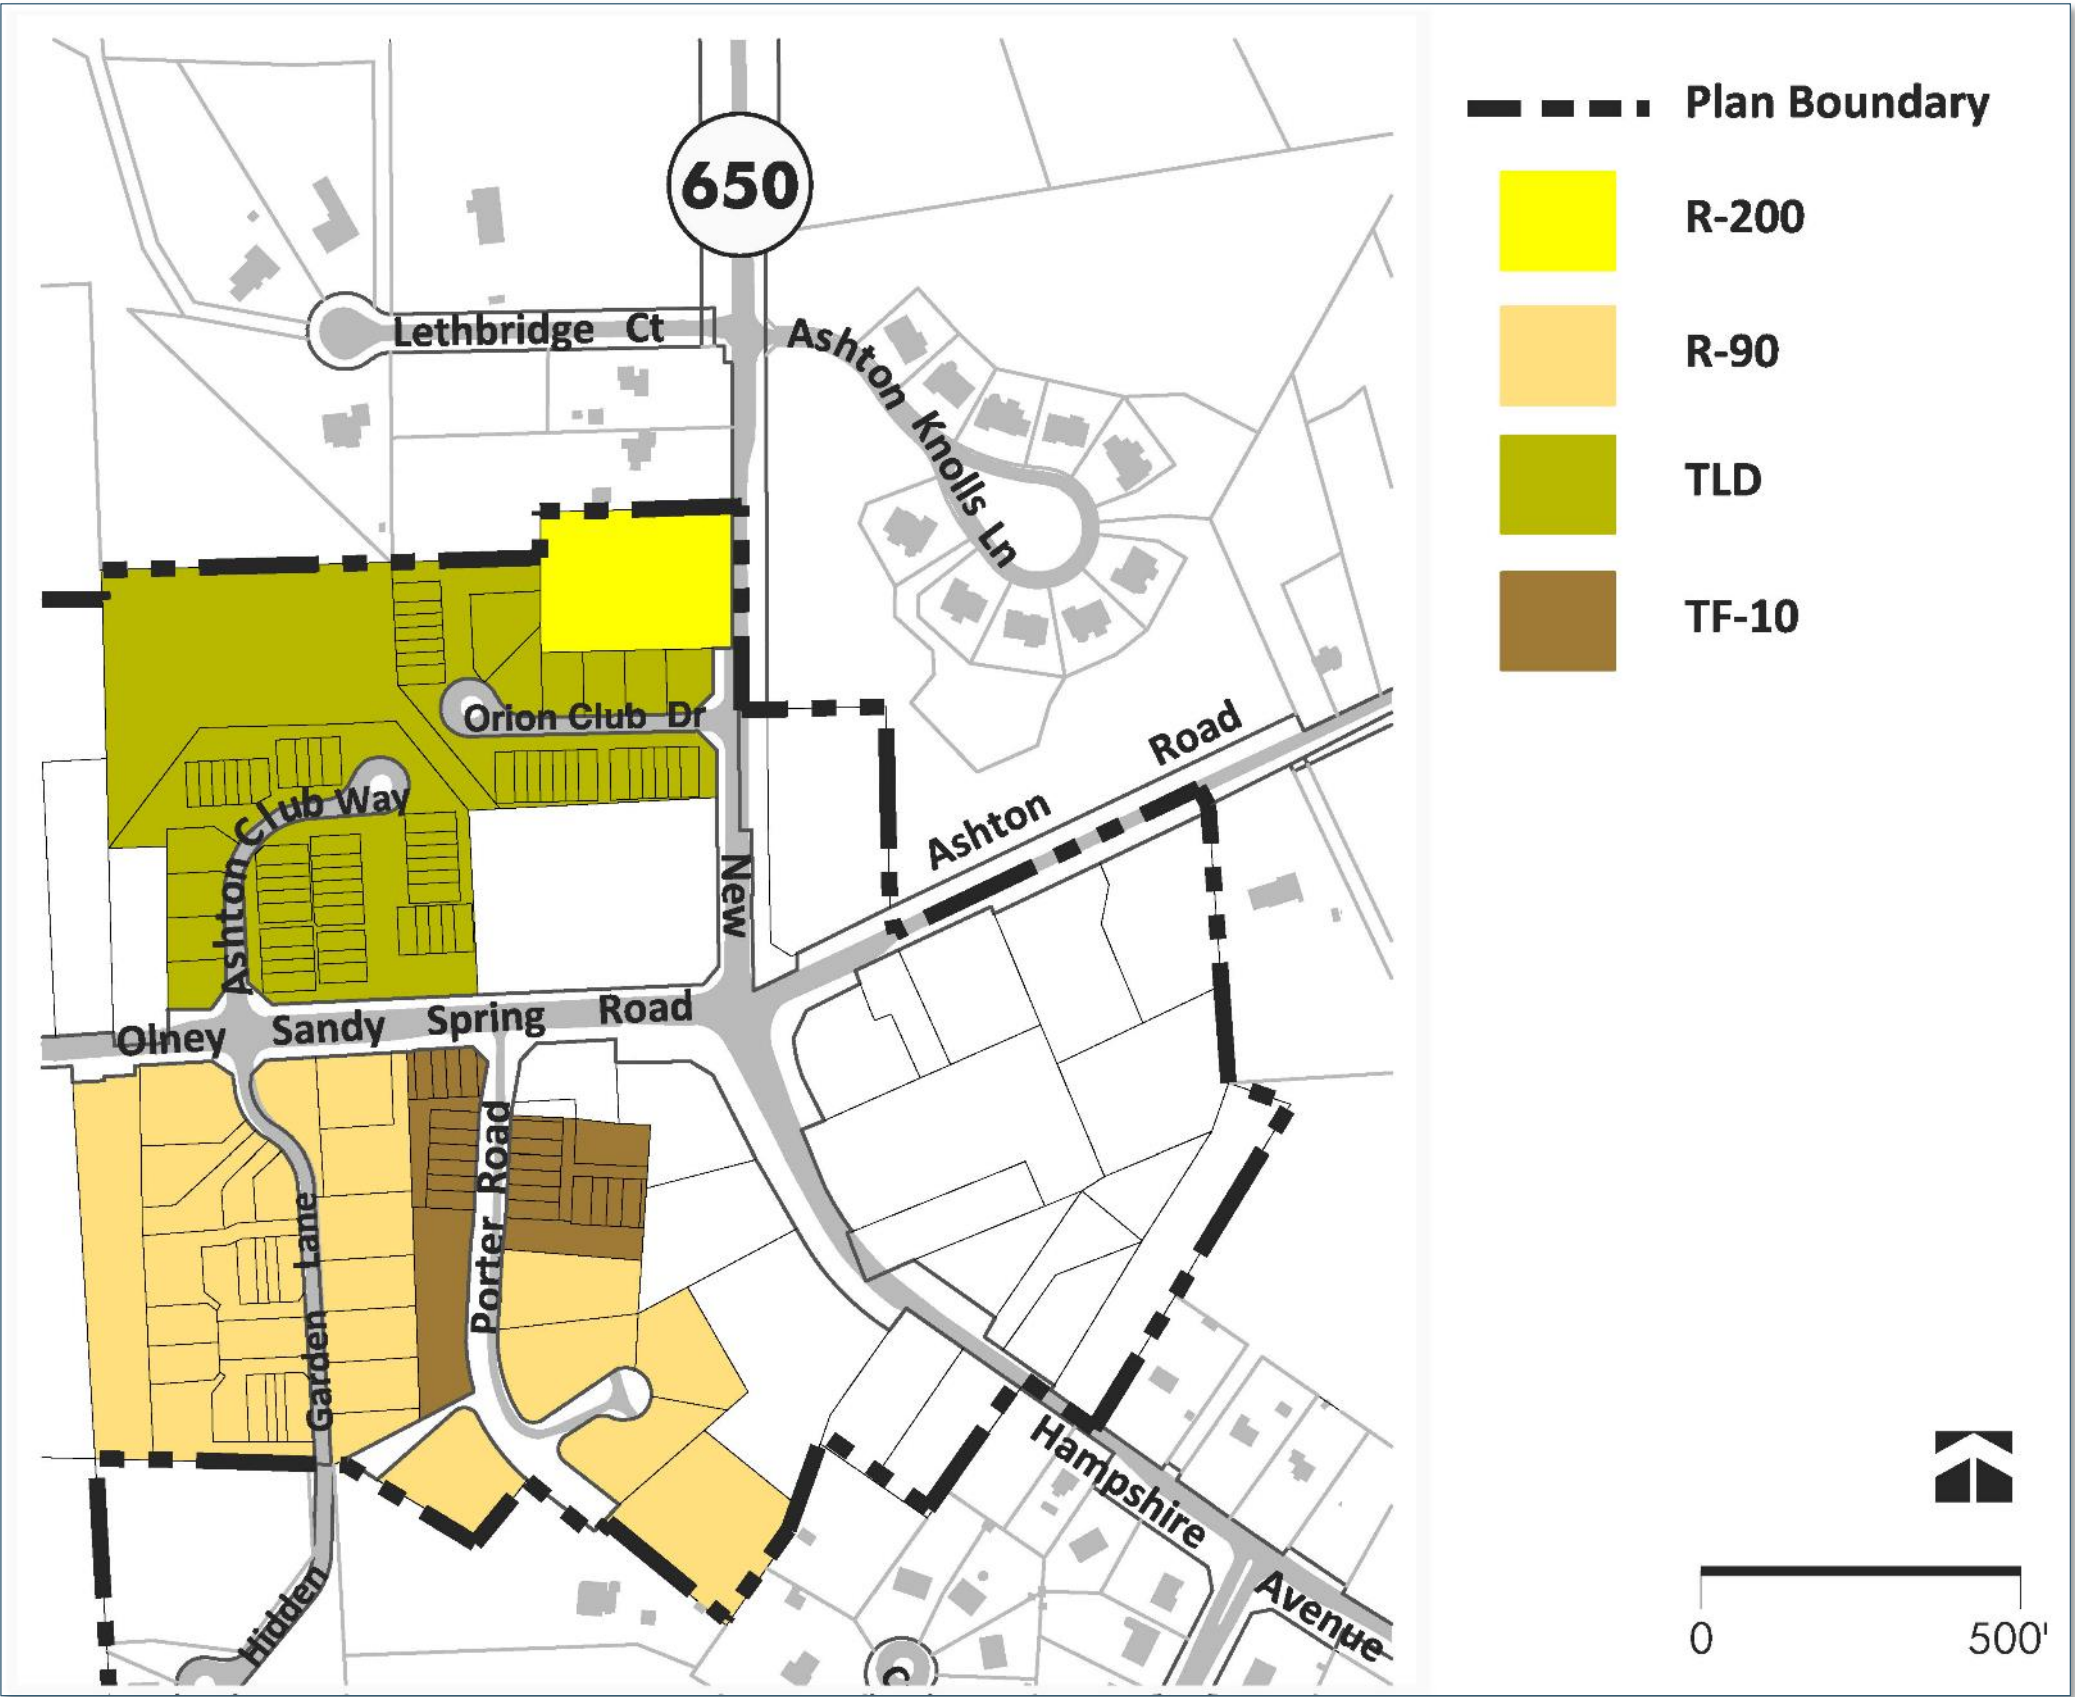 Plan Boundary
R-200
R-90
TLD
TF-10
650
Lethbridge Ct
Ashton Knolls Ln
Orion Club Dr
Ashton Road
Ashton Club Way
New
Olney Sandy Spring Road
Porter Road
Garden Lane
Hidden
Hampshire
Avenue
C
0 500'